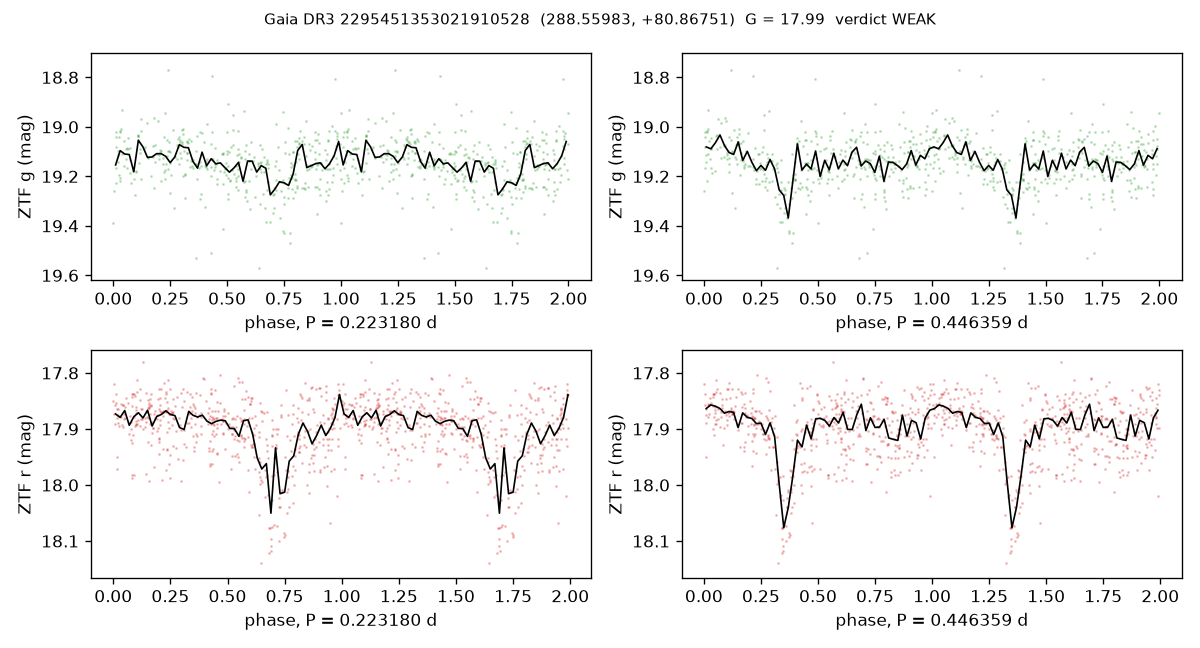 Gaia DR3 2295451353021910528 (288.55983, +80.86751) G = 17.99 verdict WEAK
ZTF g (mag)
18.8
19.0
19.2
19.4
19.6
0.00 0.25 0.50 0.75 1.00 1.25 1.50 1.75 2.00
phase, P = 0.223180 d
ZTF g (mag)
18.8
19.0
19.2
19.4
19.6
0.00 0.25 0.50 0.75 1.00 1.25 1.50 1.75 2.00
phase, P = 0.446359 d
ZTF r (mag)
17.8
17.9
18.0
18.1
0.00 0.25 0.50 0.75 1.00 1.25 1.50 1.75 2.00
phase, P = 0.223180 d
ZTF r (mag)
17.8
17.9
18.0
18.1
0.00 0.25 0.50 0.75 1.00 1.25 1.50 1.75 2.00
phase, P = 0.446359 d